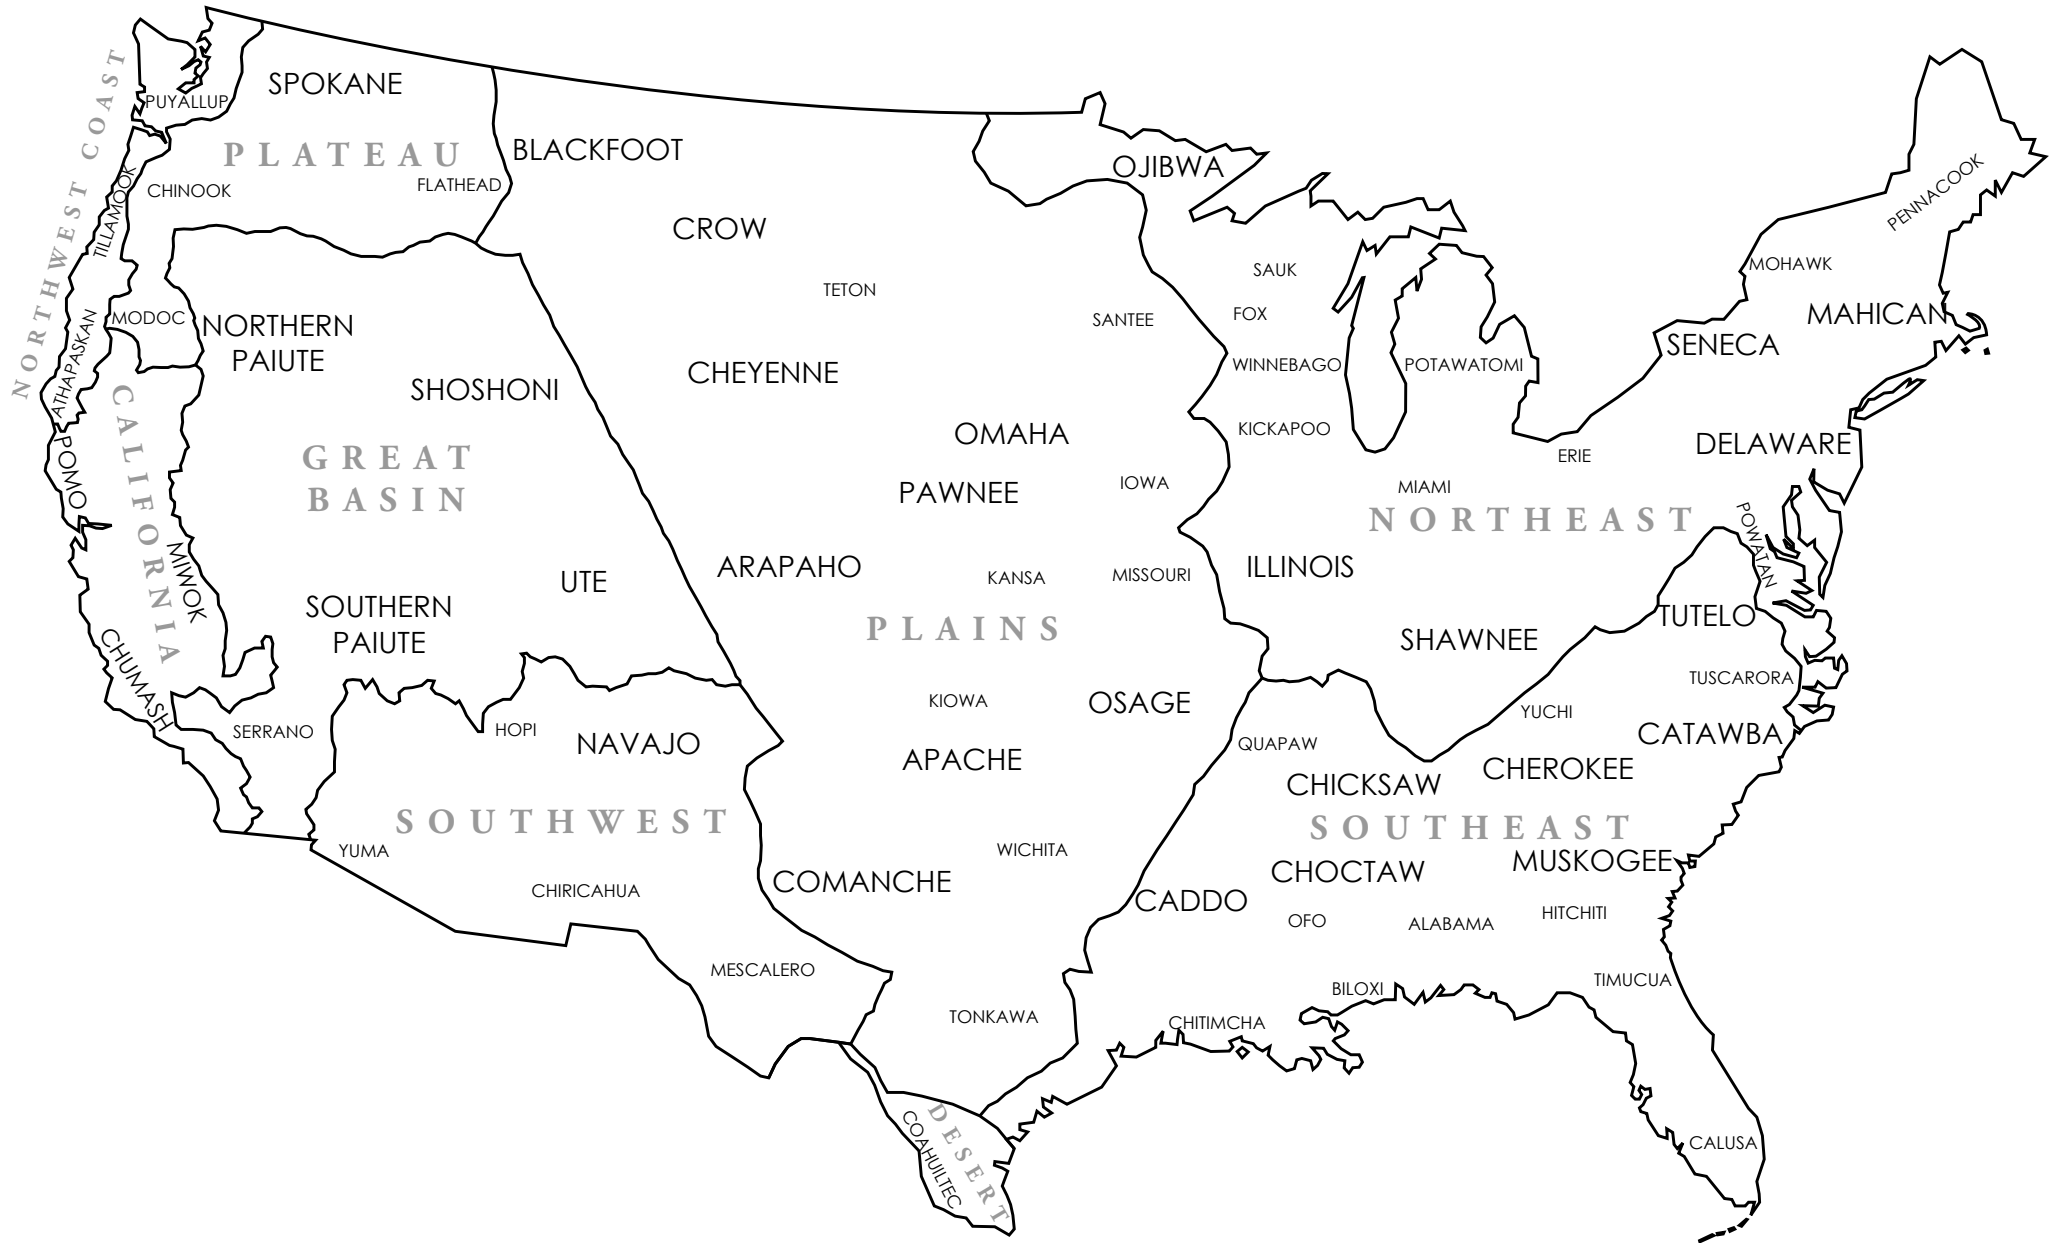 NORTHWEST COAST
PUYALLUP
TILLAMOOK
ATHAPASKAN
SPOKANE
PLATEAU
CHINOOK
FLATHEAD
MODOC
CALIFORNIA
POMO
MIWOK
CHUMASH
SERRANO
NORTHERN
PAIUTE
SHOSHONI
GREAT
BASIN
UTE
SOUTHERN
PAIUTE
HOPI
NAVAJO
SOUTHWEST
YUMA
CHIRICAHUA
MESCALERO
BLACKFOOT
CROW
TETON
SANTEE
CHEYENNE
OMAHA
PAWNEE
IOWA
ARAPAHO
KANSA
MISSOURI
PLAINS
KIOWA
OSAGE
APACHE
WICHITA
COMANCHE
TONKAWA
DESERT
COAHUILTEC
OJIBWA
SAUK
FOX
WINNEBAGO
POTAWATOMI
KICKAPOO
PENNACOOK
MOHAWK
MAHICAN
SENECA
DELAWARE
ERIE
MIAMI
NORTHEAST
POWATAN
ILLINOIS
SHAWNEE
TUTELO
TUSCARORA
YUCHI
CATAWBA
QUAPAW
CHEROKEE
CHICKSAW
SOUTHEAST
MUSKOGEE
CHOCTAW
CADDO
OFO
ALABAMA
HITCHITI
TIMUCUA
BILOXI
CHITIMCHA
CALUSA